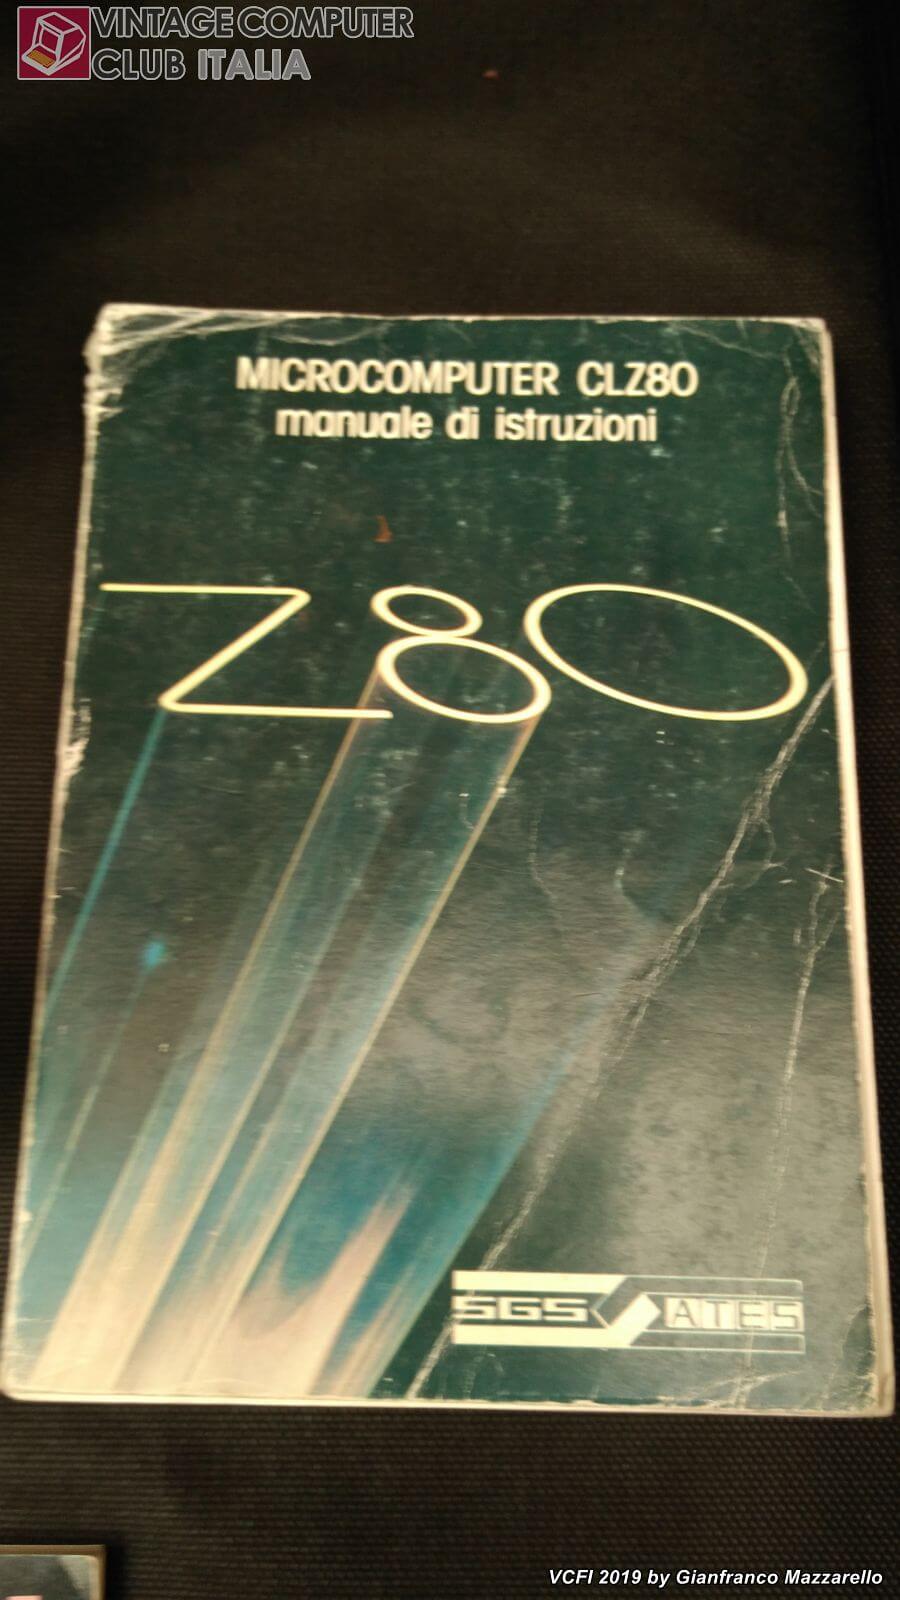 VINTAGE COMPUTER
CLUB ITALIA
MICROCOMPUTER CLZ80
manuale di istruzioni
Z80
SGS ATES
VCFI 2019 by Gianfranco Mazzarello